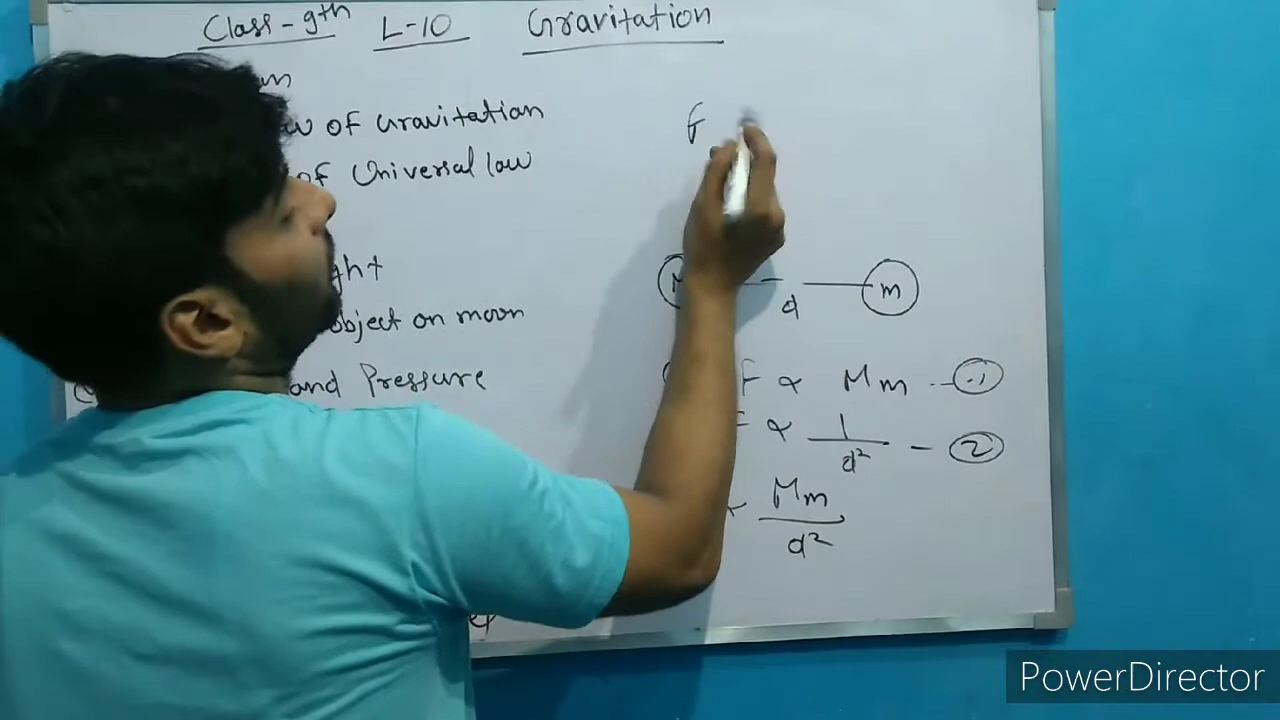 Class - 9th L-10 Gravitation
of Gravitation
of Universal law
object on moon
and Pressure
F
m
d
F ∝ Mm -- 1
∝ 1/d² - 2
Mm/d²
PowerDirector